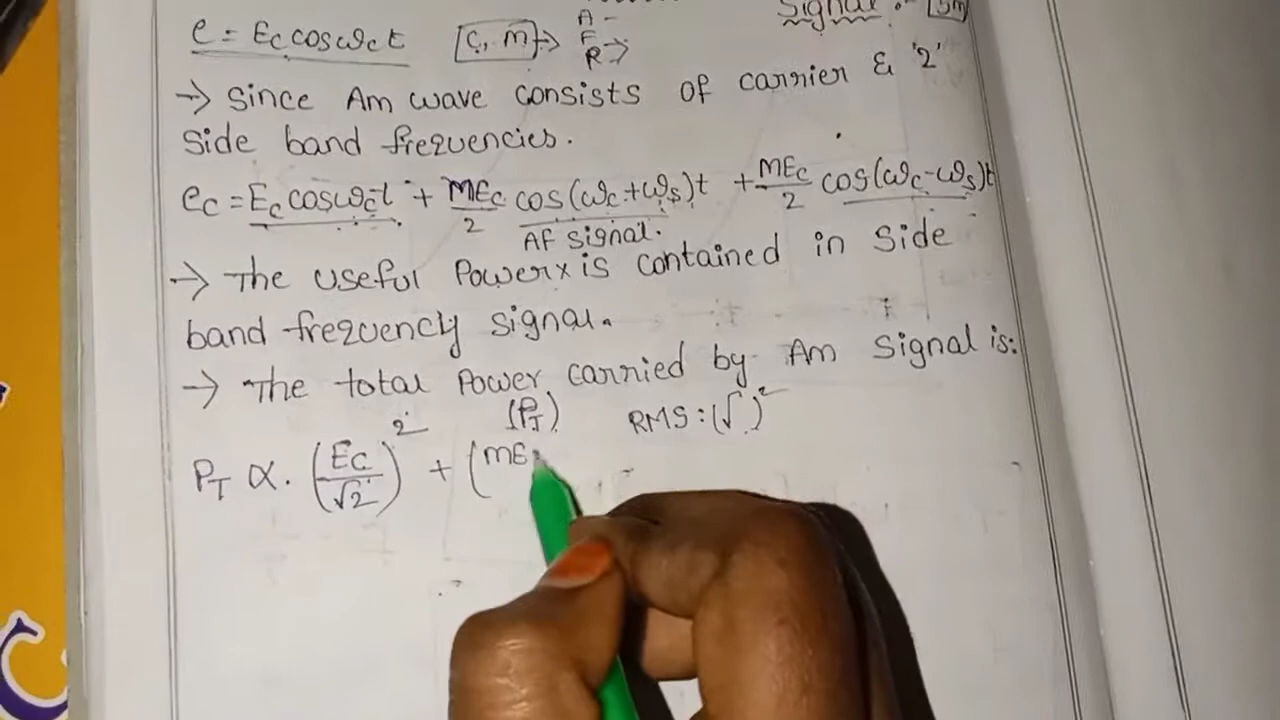 Signal :- [5m]
e = Ec cosωct [C, m] → A -
F
R →
→ Since Am wave consists of carrier & '2'
Side band frequencies.
ec = Ec cosωct + mEc/2 cos(ωc+ωs)t + mEc/2 cos(ωc-ωs)t
AF signal.
→ The useful Power x is contained in Side
band frequency signal.
→ The total Power carried by Am Signal is:
(PT) RMS : (√ )²
PT ∝. (Ec/√2)² + (mE